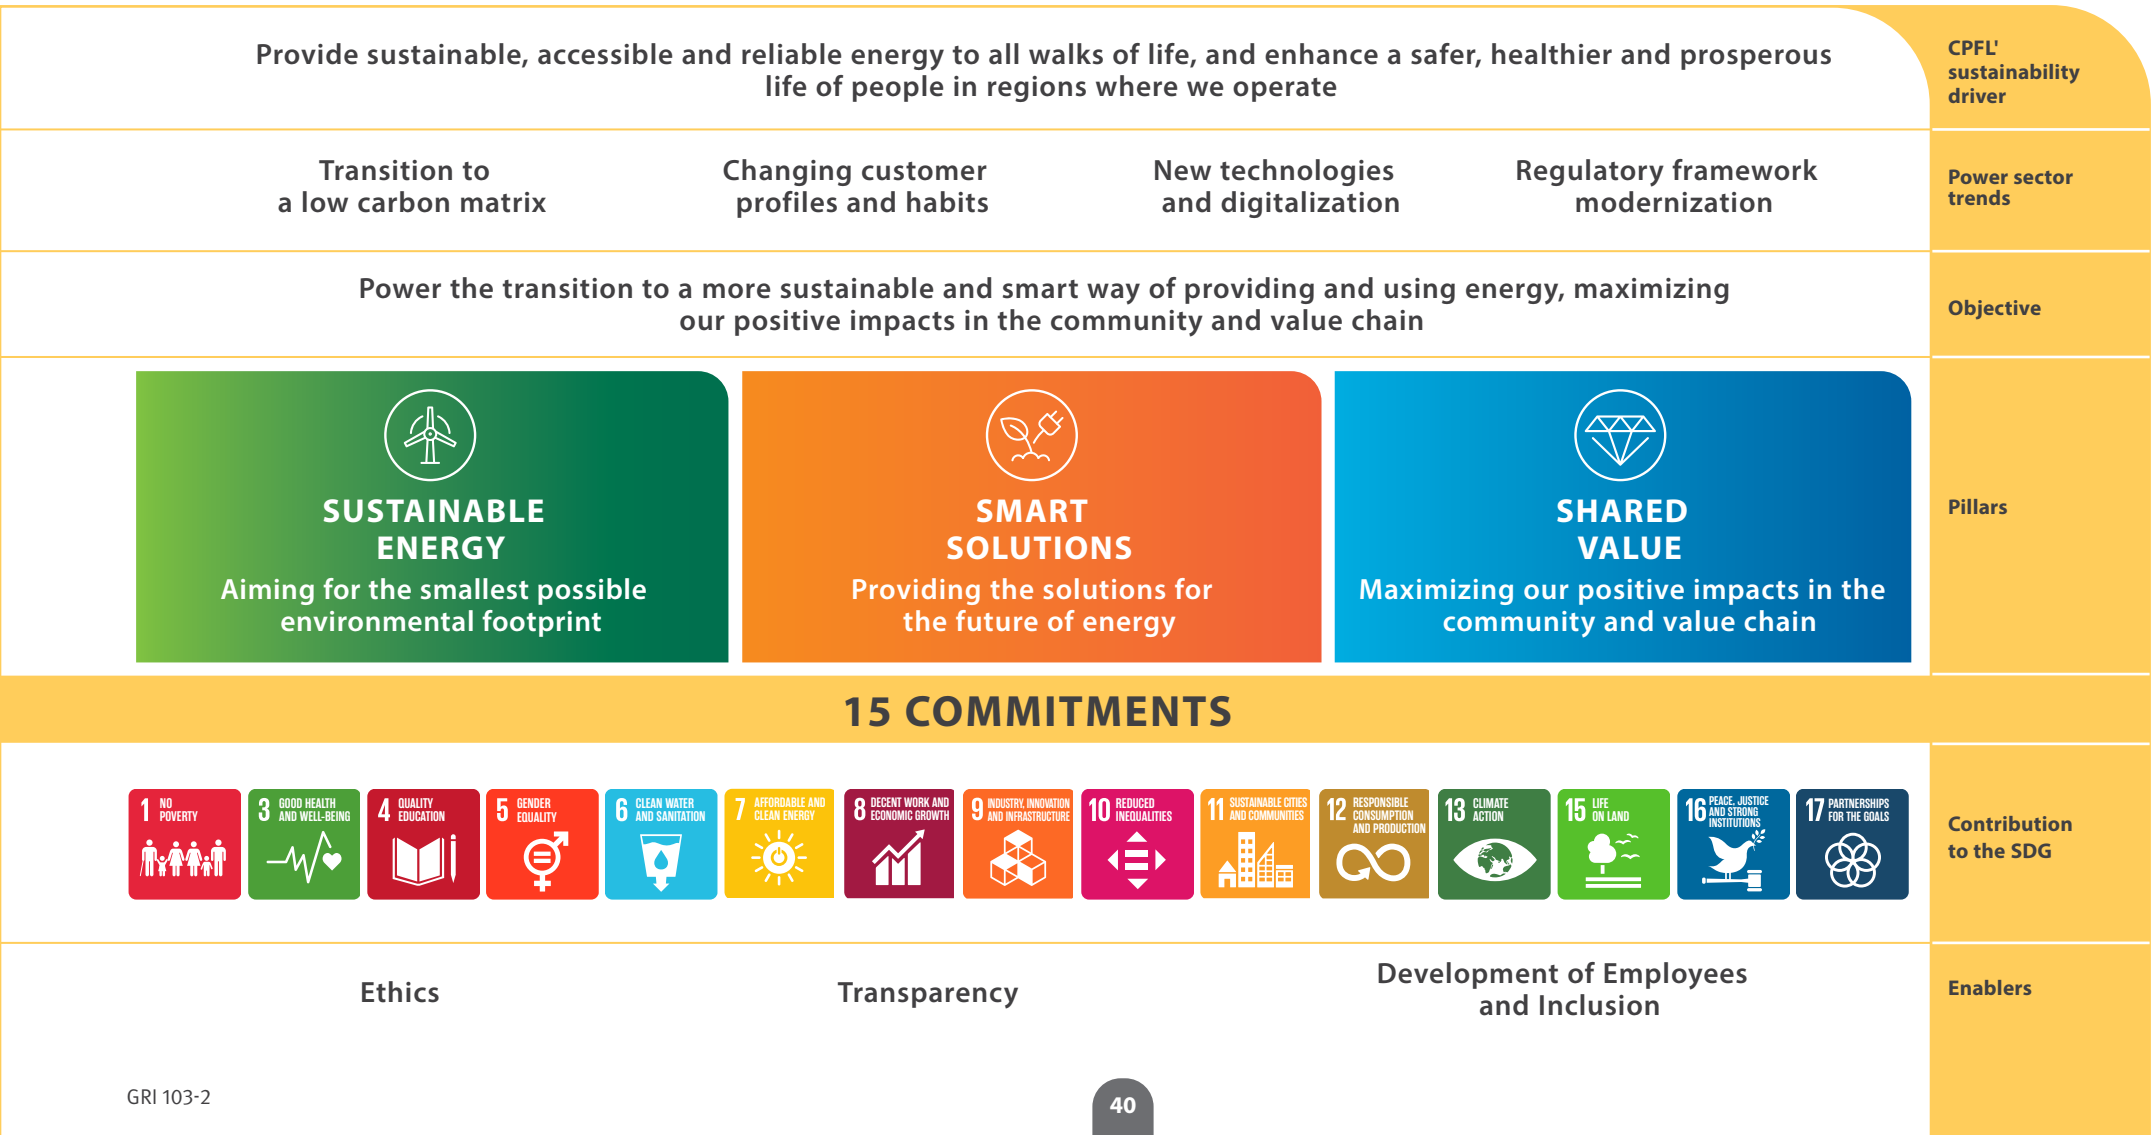 Provide sustainable, accessible and reliable energy to all walks of life, and enhance a safer, healthier and prosperous
life of people in regions where we operate
CPFL'
sustainability
driver
Transition to
a low carbon matrix
Changing customer
profiles and habits
New technologies
and digitalization
Regulatory framework
modernization
Power sector
trends
Power the transition to a more sustainable and smart way of providing and using energy, maximizing
our positive impacts in the community and value chain
Objective
SUSTAINABLE
ENERGY
Aiming for the smallest possible
environmental footprint
SMART
SOLUTIONS
Providing the solutions for
the future of energy
SHARED
VALUE
Maximizing our positive impacts in the
community and value chain
Pillars
15 COMMITMENTS
1 NO
POVERTY
3 GOOD HEALTH
AND WELL-BEING
4 QUALITY
EDUCATION
5 GENDER
EQUALITY
6 CLEAN WATER
AND SANITATION
7 AFFORDABLE AND
CLEAN ENERGY
8 DECENT WORK AND
ECONOMIC GROWTH
9 INDUSTRY, INNOVATION
AND INFRASTRUCTURE
10 REDUCED
INEQUALITIES
11 SUSTAINABLE CITIES
AND COMMUNITIES
12 RESPONSIBLE
CONSUMPTION
AND PRODUCTION
13 CLIMATE
ACTION
15 LIFE
ON LAND
16 PEACE, JUSTICE
AND STRONG
INSTITUTIONS
17 PARTNERSHIPS
FOR THE GOALS
Contribution
to the SDG
Ethics
Transparency
Development of Employees
and Inclusion
Enablers
GRI 103-2
40